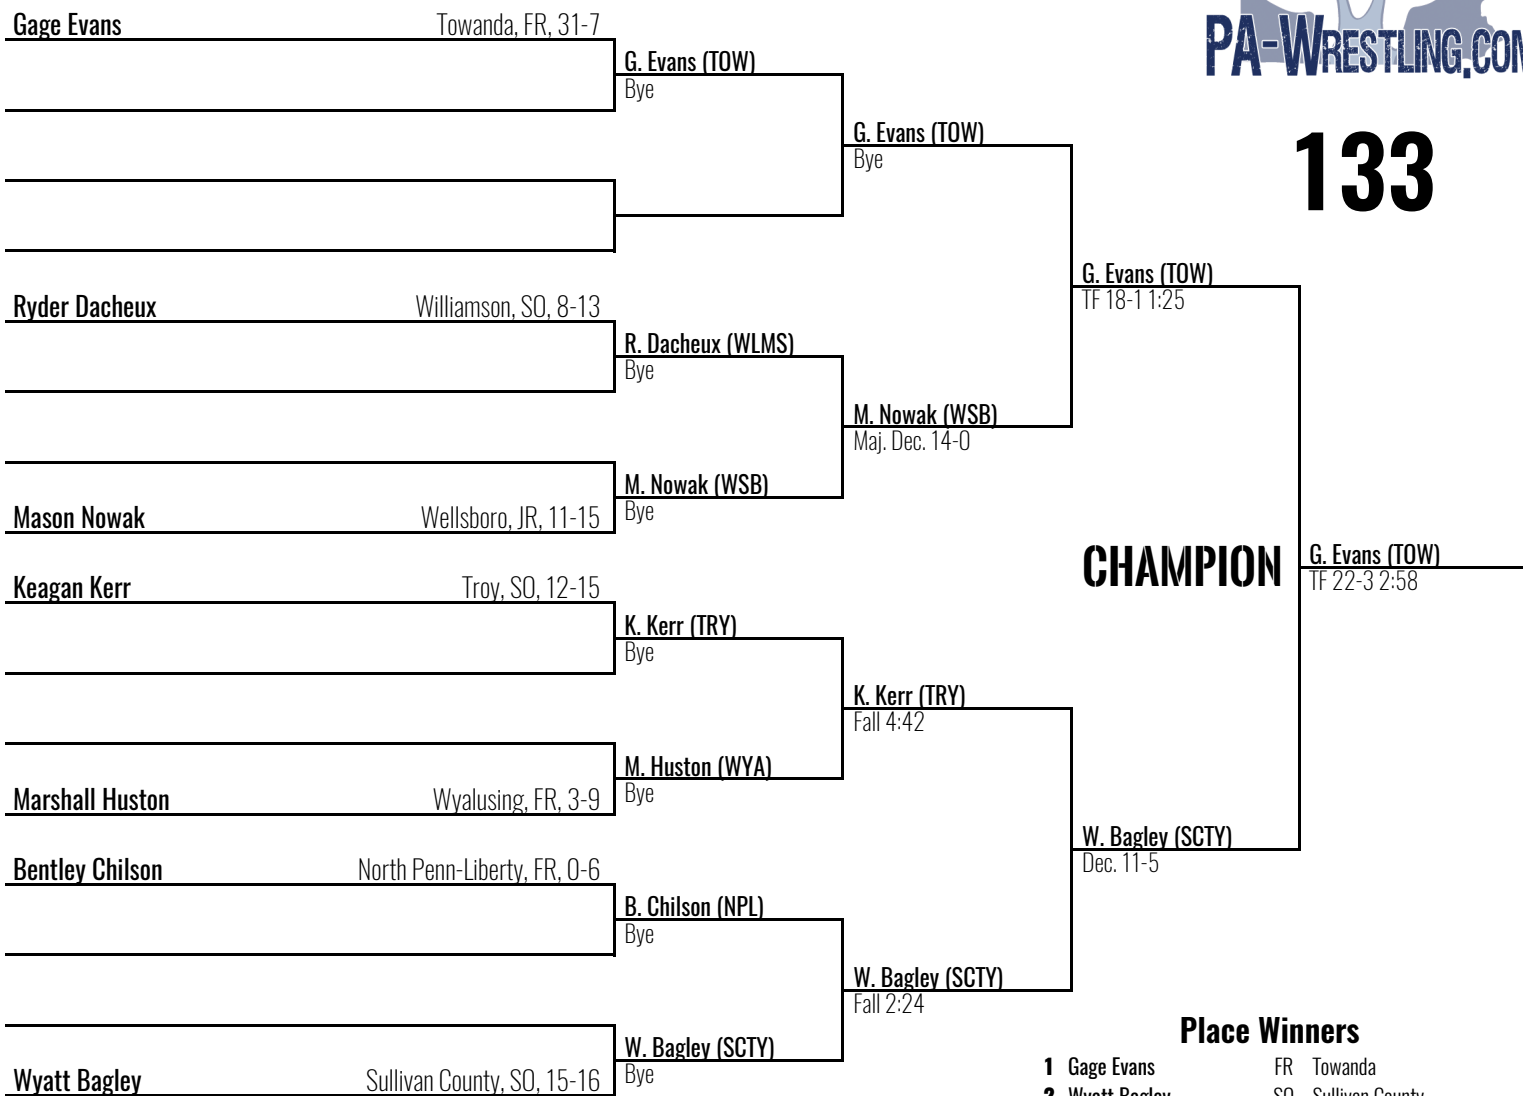 Gage Evans Towanda, FR, 31-7
G. Evans (TOW)
Bye
G. Evans (TOW)
Bye
PA-WRESTLING.COM
133
G. Evans (TOW)
TF 18-1 1:25
Ryder Dacheux Williamson, SO, 8-13
R. Dacheux (WLMS)
Bye
M. Nowak (WSB)
Maj. Dec. 14-0
M. Nowak (WSB)
Bye
Mason Nowak Wellsboro, JR, 11-15
CHAMPION
G. Evans (TOW)
TF 22-3 2:58
Keagan Kerr Troy, SO, 12-15
K. Kerr (TRY)
Bye
K. Kerr (TRY)
Fall 4:42
M. Huston (WYA)
Bye
Marshall Huston Wyalusing, FR, 3-9
W. Bagley (SCTY)
Dec. 11-5
Bentley Chilson North Penn-Liberty, FR, 0-6
B. Chilson (NPL)
Bye
W. Bagley (SCTY)
Fall 2:24
W. Bagley (SCTY)
Bye
Wyatt Bagley Sullivan County, SO, 15-16
Place Winners
1 Gage Evans FR Towanda
2 Wyatt Bagley SO Sullivan County